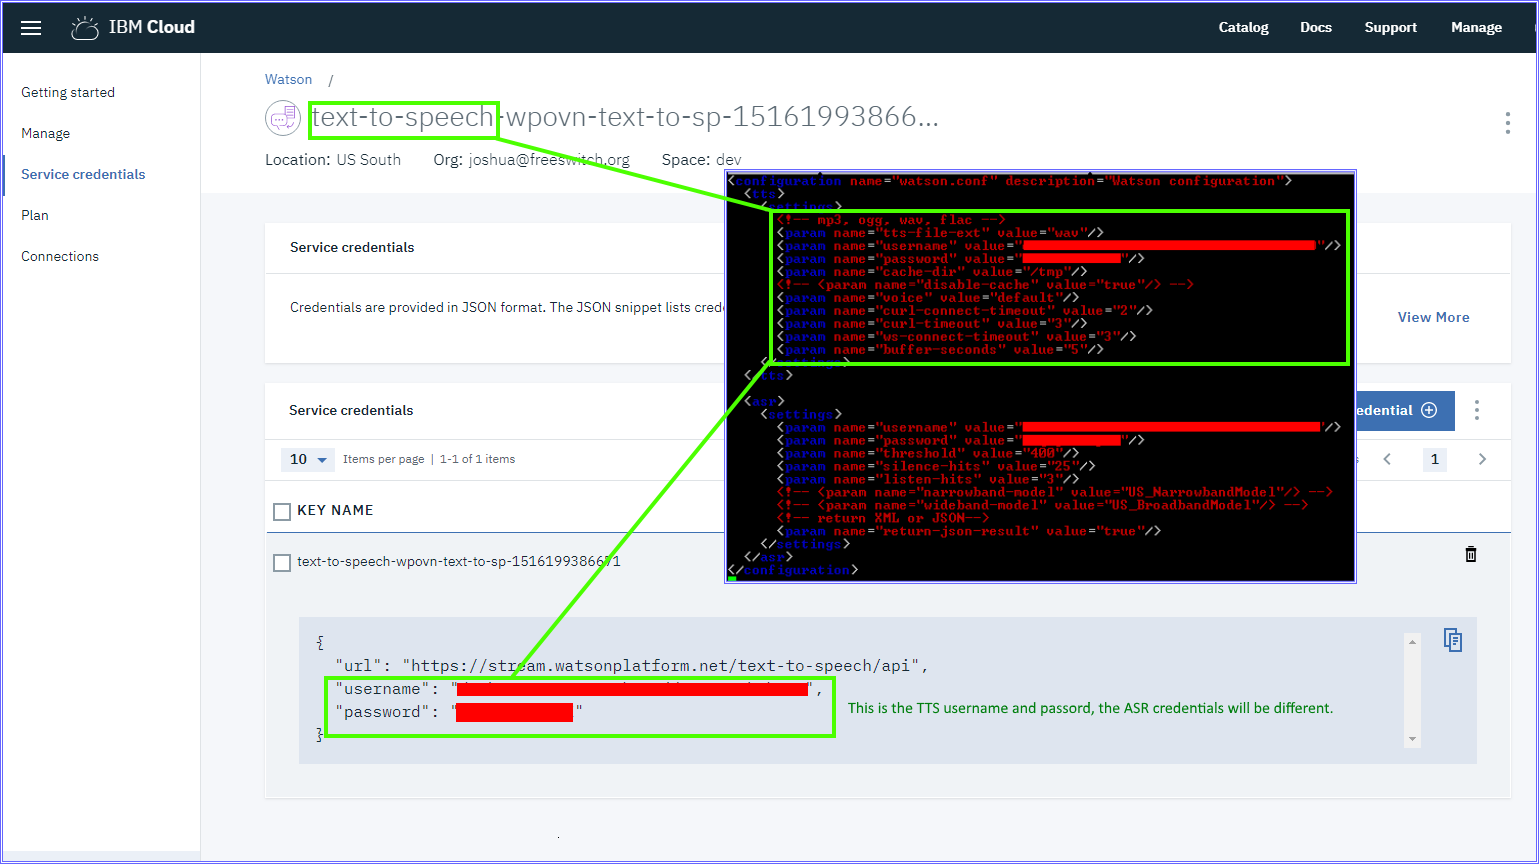 IBM Cloud
Catalog Docs Support Manage
Getting started
Manage
Service credentials
Plan
Connections
Watson /
text-to-speech-wpovn-text-to-sp-15161993866...
Location: US South Org: joshua@freeswitch.org Space: dev
Service credentials
Credentials are provided in JSON format. The JSON snippet lists
View More
Service credentials
10 Items per page | 1-1 of 1 items
1
KEY NAME
text-to-speech-wpovn-text-to-sp-1516199386671
{
"url": "https://stream.watsonplatform.net/text-to-speech/api",
"username": "",
"password": ""
}
This is the TTS username and passord, the ASR credentials will be different.
<configuration name="watson.conf" description="Watson configuration">
<tts>
<settings>
<!-- mp3, ogg, wav, flac -->
<param name="tts-file-ext" value="wav"/>
<param name="username" value=""/>
<param name="password" value=""/>
<param name="cache-dir" value="/tmp"/>
<!-- <param name="disable-cache" value="true"/> -->
<param name="voice" value="default"/>
<param name="curl-connect-timeout" value="2"/>
<param name="curl-timeout" value="3"/>
<param name="ws-connect-timeout" value="3"/>
<param name="buffer-seconds" value="5"/>
</settings>
</tts>
<asr>
<settings>
<param name="username" value=""/>
<param name="password" value=""/>
<param name="threshold" value="400"/>
<param name="silence-hits" value="25"/>
<param name="listen-hits" value="3"/>
<!-- <param name="narrowband-model" value="US_NarrowbandModel"/> -->
<!-- <param name="wideband-model" value="US_BroadbandModel"/> -->
<!-- return XML or JSON-->
<param name="return-json-result" value="true"/>
</settings>
</asr>
</configuration>